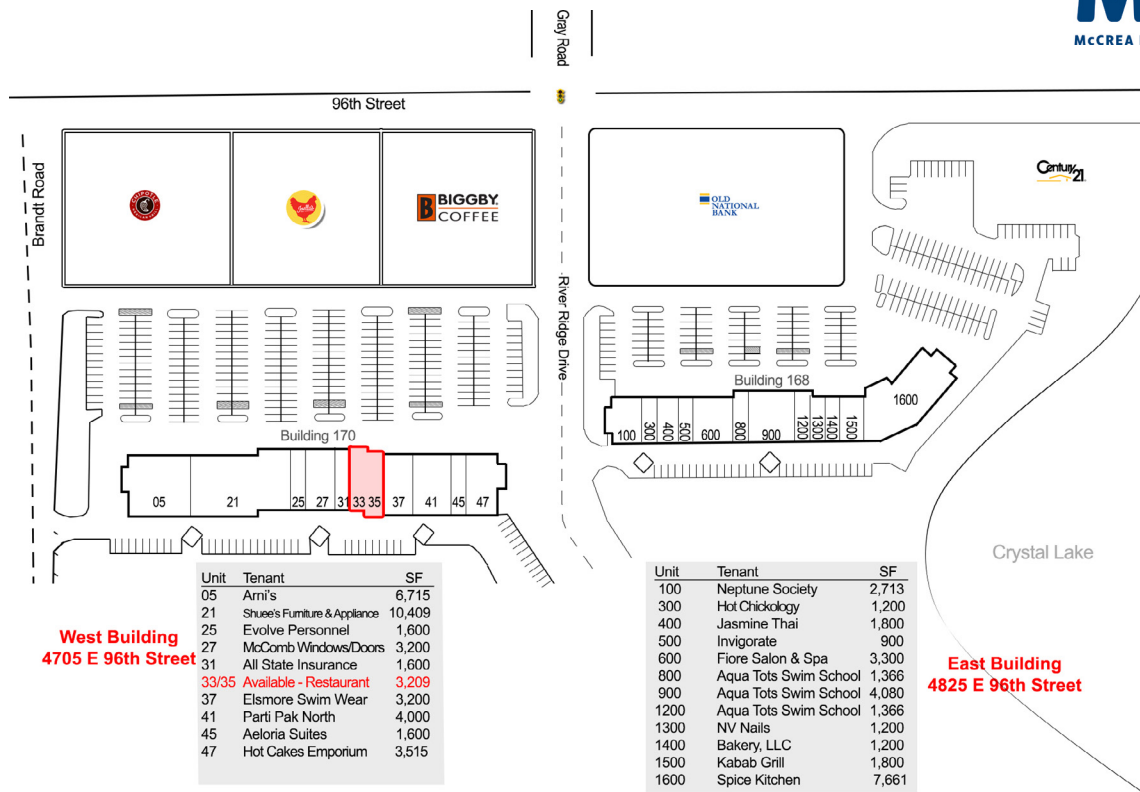 Gray Road
McCREA
96th Street
Brandt Road
CHIPOTLE
BIGGBY
COFFEE
OLD
NATIONAL
BANK
Century
21
River Ridge Drive
Building 168
1600
100 300 400 500 600 800 900 1200 1300 1400 1500
Building 170
05 21 25 27 31 33 35 37 41 45 47
Crystal Lake
West Building
4705 E 96th Street
Unit Tenant SF
05 Arni's 6,715
21 Shuee's Furniture & Appliance 10,409
25 Evolve Personnel 1,600
27 McComb Windows/Doors 3,200
31 All State Insurance 1,600
33/35 Available - Restaurant 3,209
37 Elsmore Swim Wear 3,200
41 Parti Pak North 4,000
45 Aeloria Suites 1,600
47 Hot Cakes Emporium 3,515
Unit Tenant SF
100 Neptune Society 2,713
300 Hot Chickology 1,200
400 Jasmine Thai 1,800
500 Invigorate 900
600 Fiore Salon & Spa 3,300
800 Aqua Tots Swim School 1,366
900 Aqua Tots Swim School 4,080
1200 Aqua Tots Swim School 1,366
1300 NV Nails 1,200
1400 Bakery, LLC 1,200
1500 Kabab Grill 1,800
1600 Spice Kitchen 7,661
East Building
4825 E 96th Street